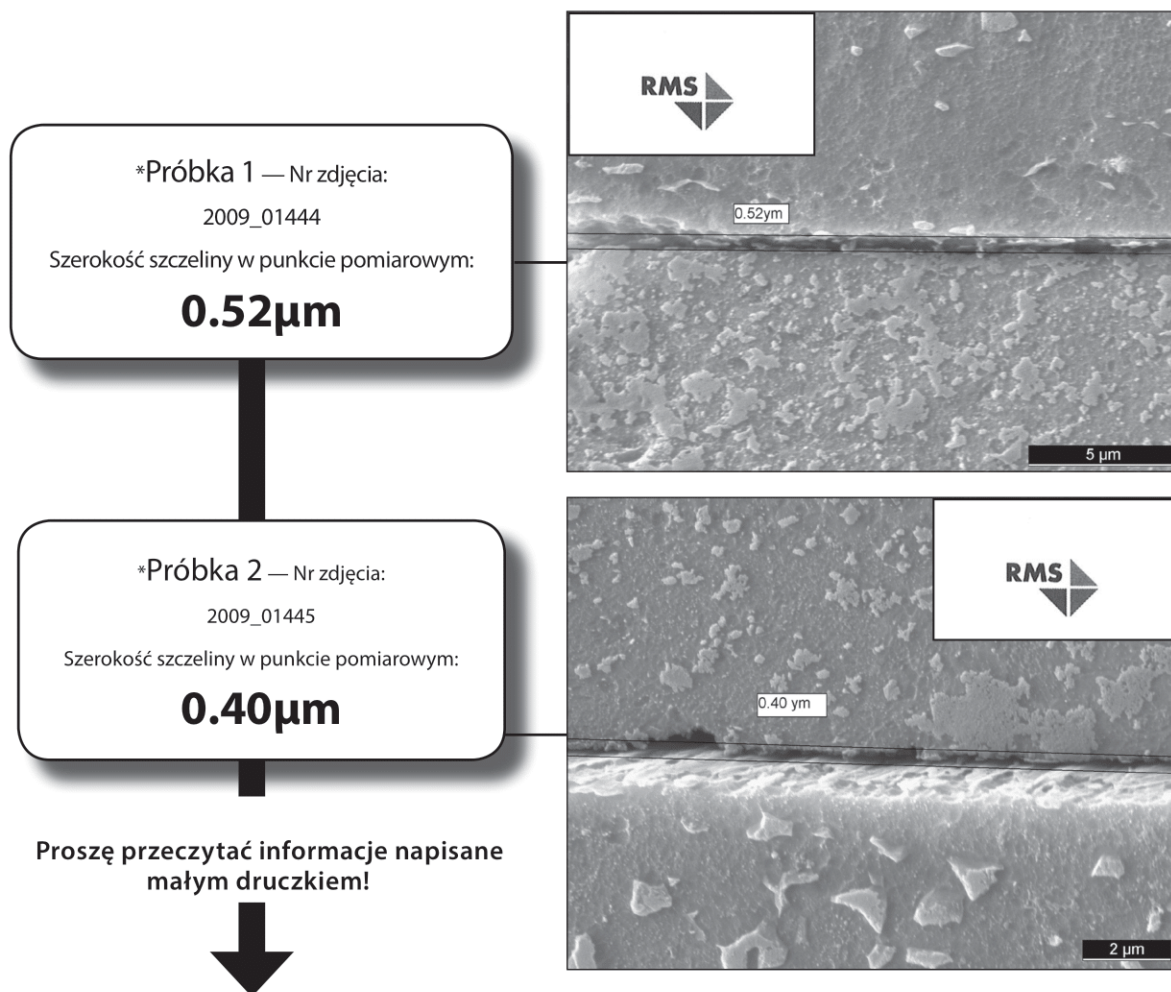 *Próbka 1 — Nr zdjęcia:
2009_01444
Szerokość szczeliny w punkcie pomiarowym:
0.52µm
RMS
0.52ym
5 µm
*Próbka 2 — Nr zdjęcia:
2009_01445
Szerokość szczeliny w punkcie pomiarowym:
0.40µm
RMS
0.40 ym
2 µm
Proszę przeczytać informacje napisane
małym druczkiem!